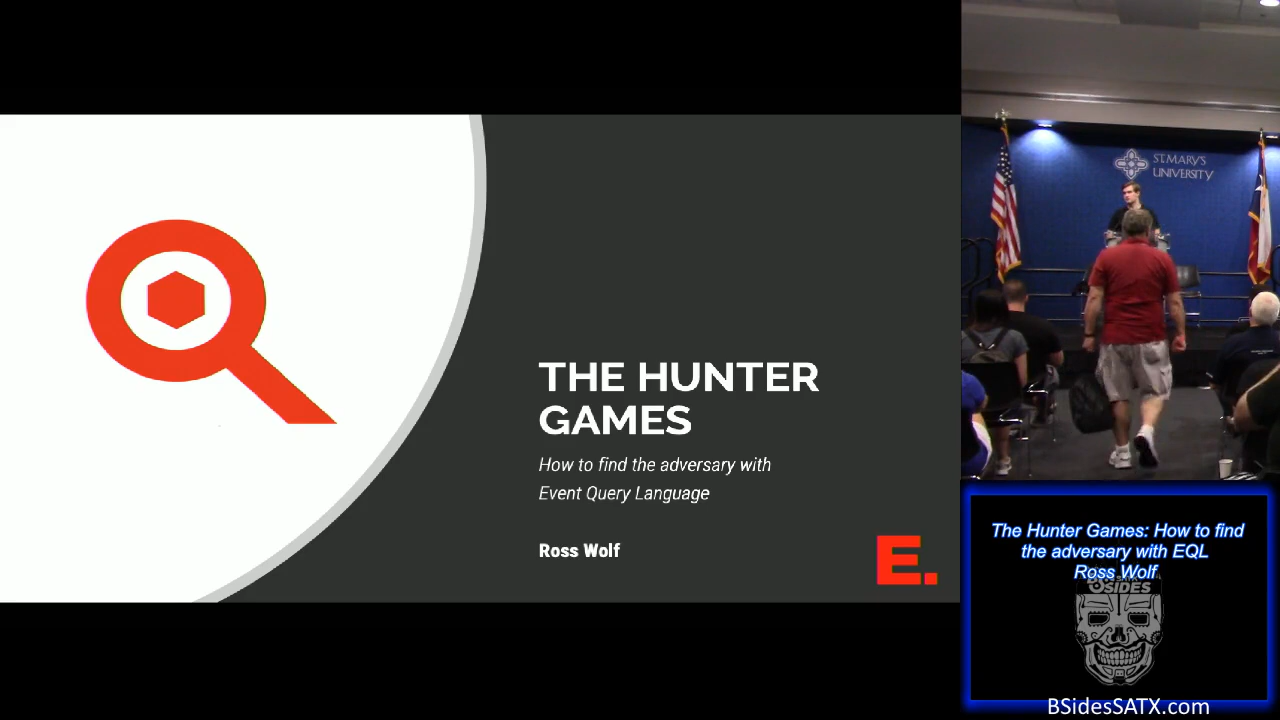 THE HUNTER
GAMES
How to find the adversary with
Event Query Language
Ross Wolf
E.
ST. MARY'S
UNIVERSITY
The Hunter Games: How to find
the adversary with EQL
Ross Wolf
BSIDES
BSidesSATX.com